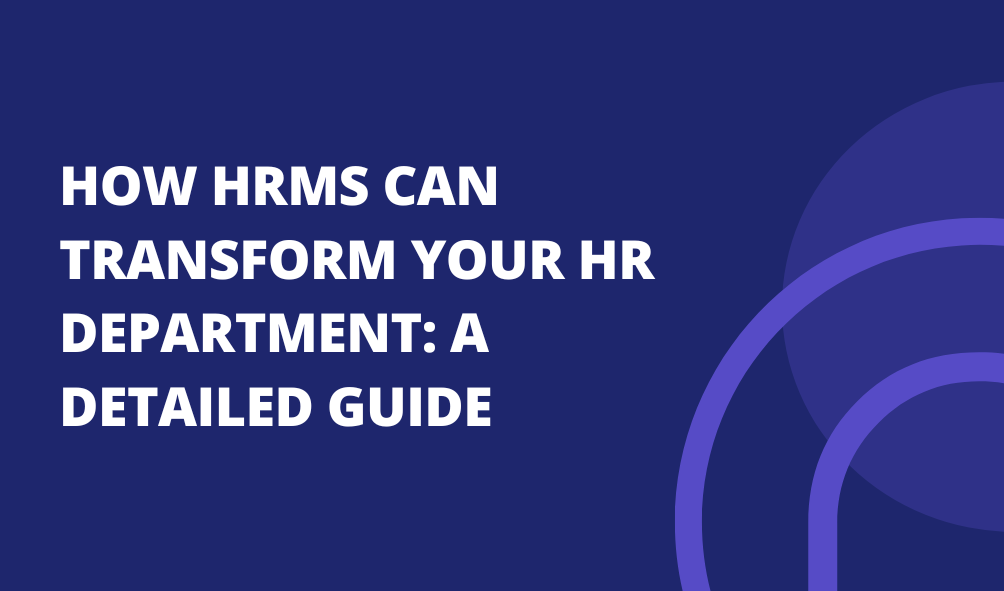 HOW HRMS CAN
TRANSFORM YOUR HR
DEPARTMENT: A
DETAILED GUIDE